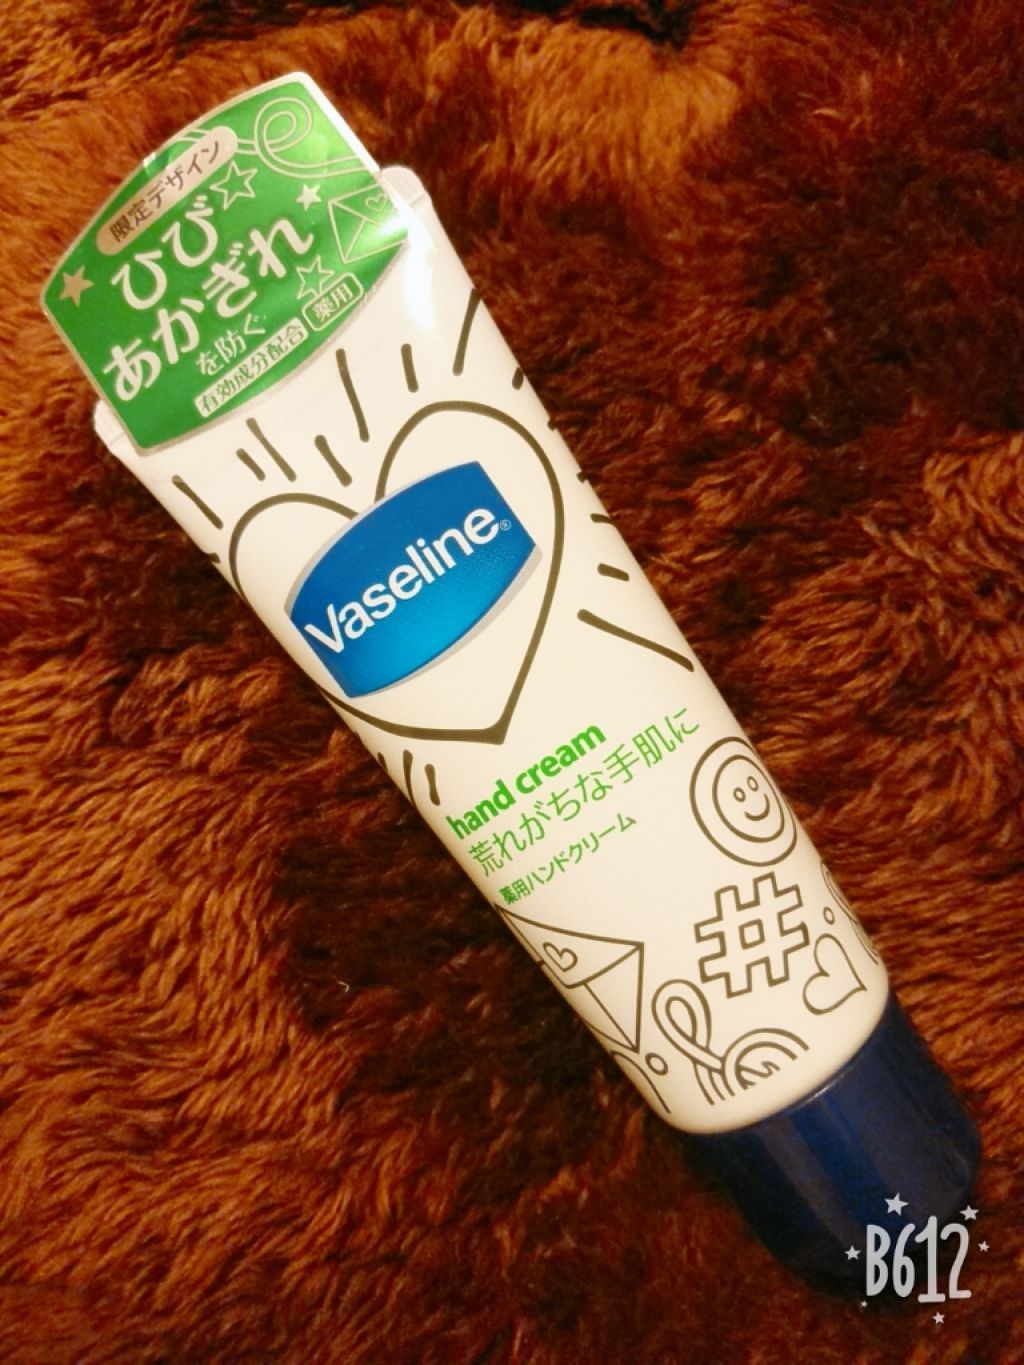 限定デザイン
ひび
あかぎれ
を防ぐ
有効成分配合 薬用
Vaseline®
hand cream
荒れがちな手肌に
薬用ハンドクリーム
#
B612